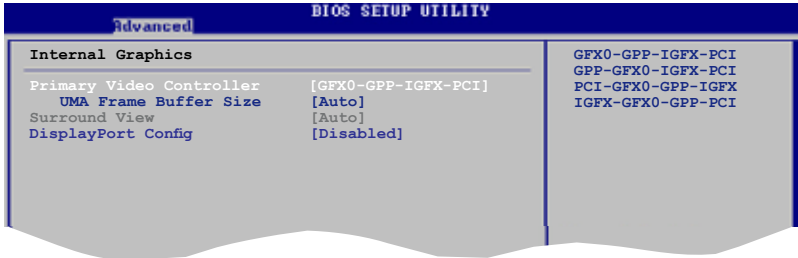 BIOS SETUP UTILITY
Advanced
Internal Graphics
Primary Video Controller [GFX0-GPP-IGFX-PCI]
UMA Frame Buffer Size [Auto]
Surround View [Auto]
DisplayPort Config [Disabled]
GFX0-GPP-IGFX-PCI
GPP-GFX0-IGFX-PCI
PCI-GFX0-GPP-IGFX
IGFX-GFX0-GPP-PCI